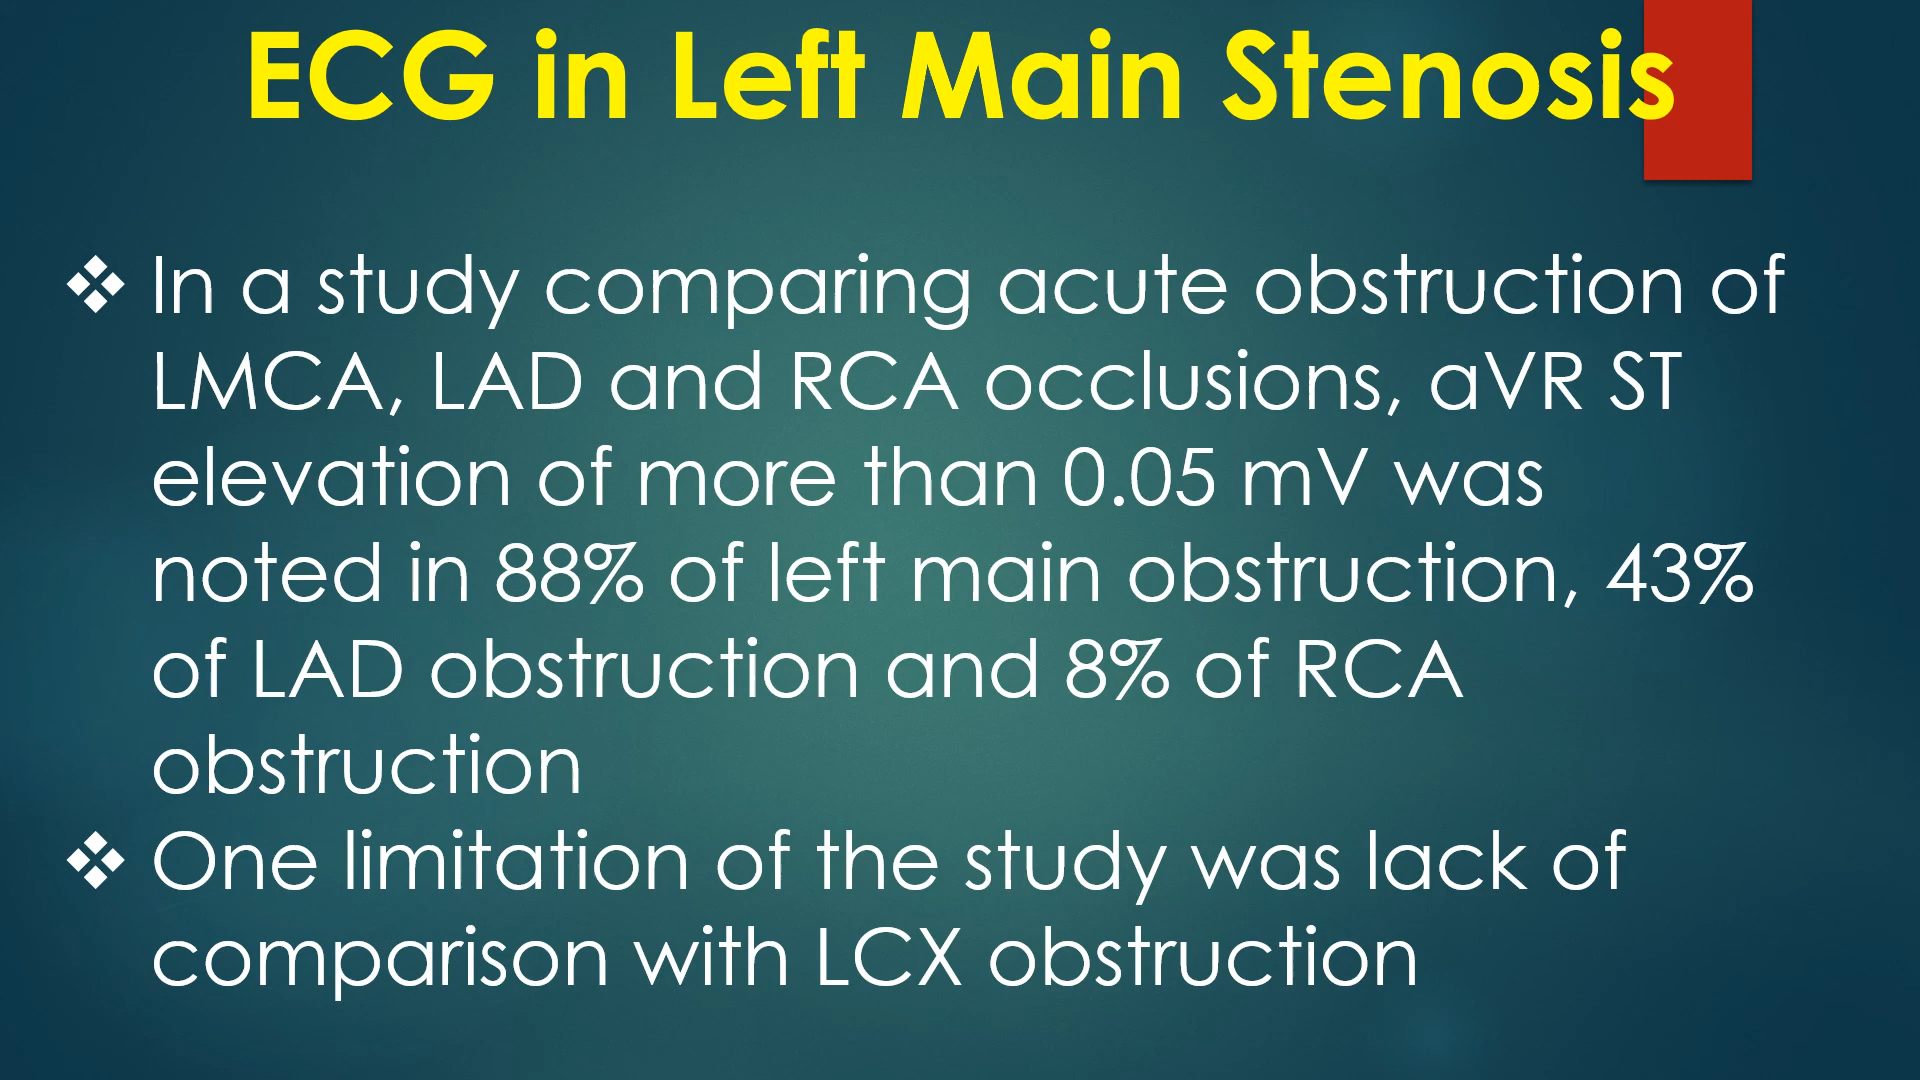 ECG in Left Main Stenosis
❖ In a study comparing acute obstruction of
LMCA, LAD and RCA occlusions, aVR ST
elevation of more than 0.05 mV was
noted in 88% of left main obstruction, 43%
of LAD obstruction and 8% of RCA
obstruction
❖ One limitation of the study was lack of
comparison with LCX obstruction